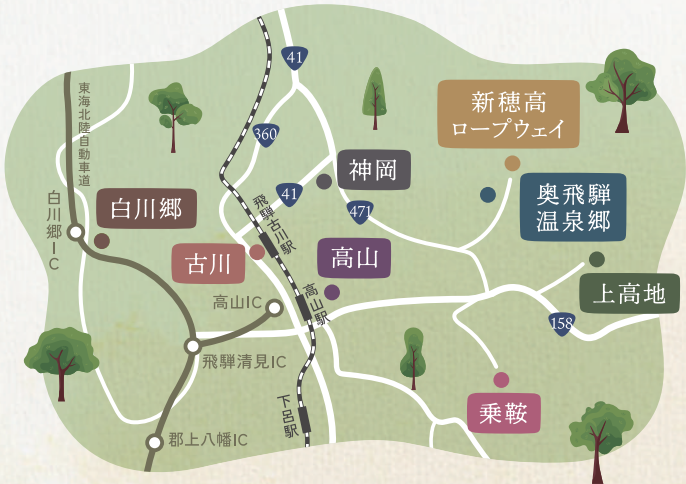 41
東海北陸自動車道
360
新穂高
ロープウェイ
神岡
41
奥飛騨
温泉郷
白川郷
白川郷IC
471
飛騨古川駅
古川
高山
上高地
高山IC
高山駅
158
飛騨清見IC
乗鞍
下呂駅
郡上八幡IC